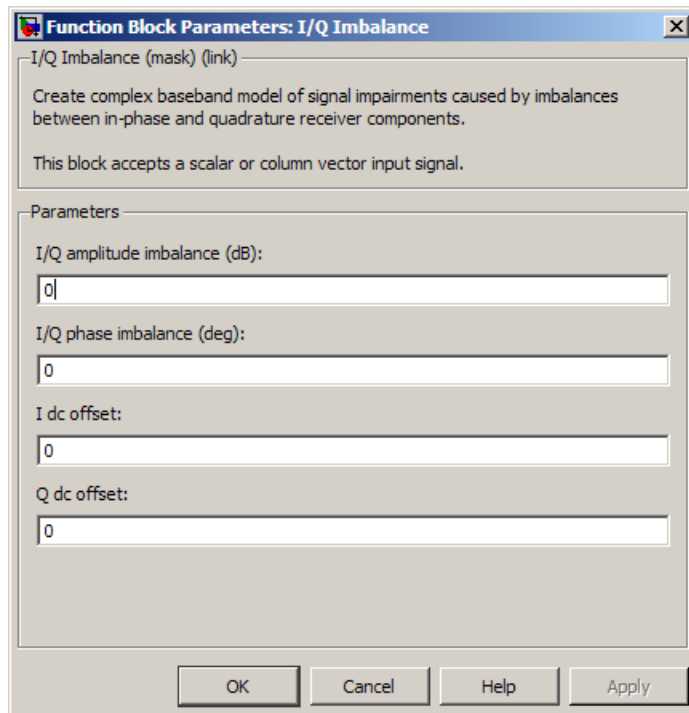 Function Block Parameters: I/Q Imbalance
I/Q Imbalance (mask) (link)
Create complex baseband model of signal impairments caused by imbalances
between in-phase and quadrature receiver components.
This block accepts a scalar or column vector input signal.
Parameters
I/Q amplitude imbalance (dB):
0
I/Q phase imbalance (deg):
0
I dc offset:
0
Q dc offset:
0
OK Cancel Help Apply